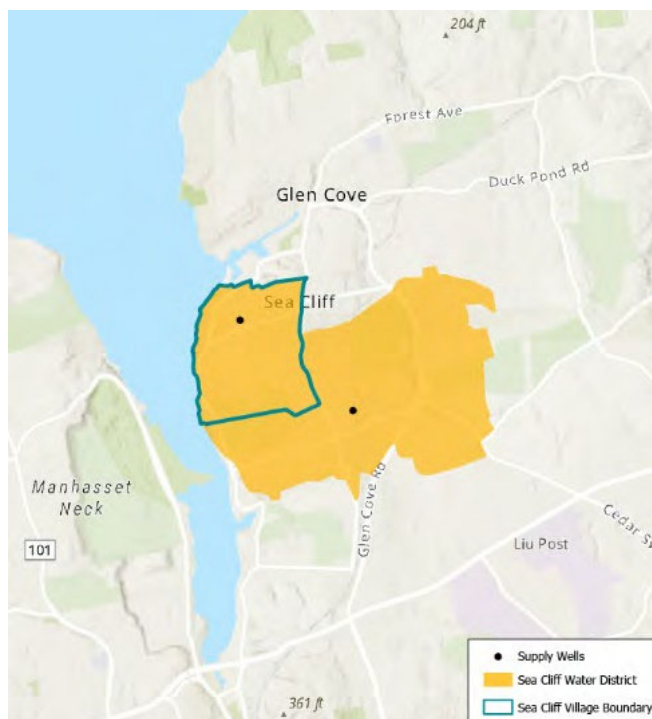 204 ft
Forest Ave
Duck Pond Rd
Glen Cove
Sea Cliff
Manhasset
Neck
101
Glen Cove Rd
Cedar Sw
Liu Post
361 ft
Supply Wells
Sea Cliff Water District
Sea Cliff Village Boundary